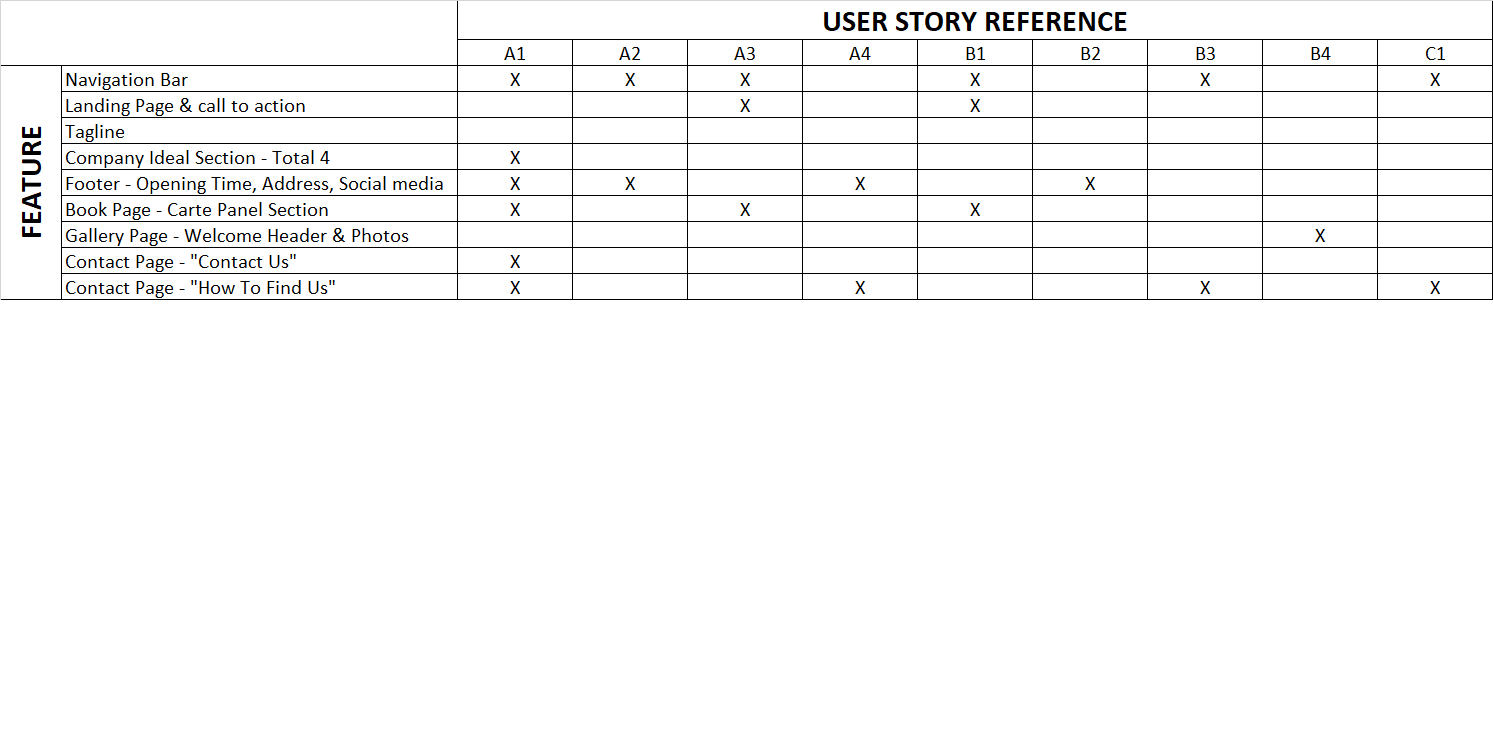 USER STORY REFERENCE
A1 A2 A3 A4 B1 B2 B3 B4 C1
FEATURE
Navigation Bar X X X X X X
Landing Page & call to action X X
Tagline
Company Ideal Section - Total 4 X
Footer - Opening Time, Address, Social media X X X X
Book Page - Carte Panel Section X X X
Gallery Page - Welcome Header & Photos X
Contact Page - "Contact Us" X
Contact Page - "How To Find Us" X X X X